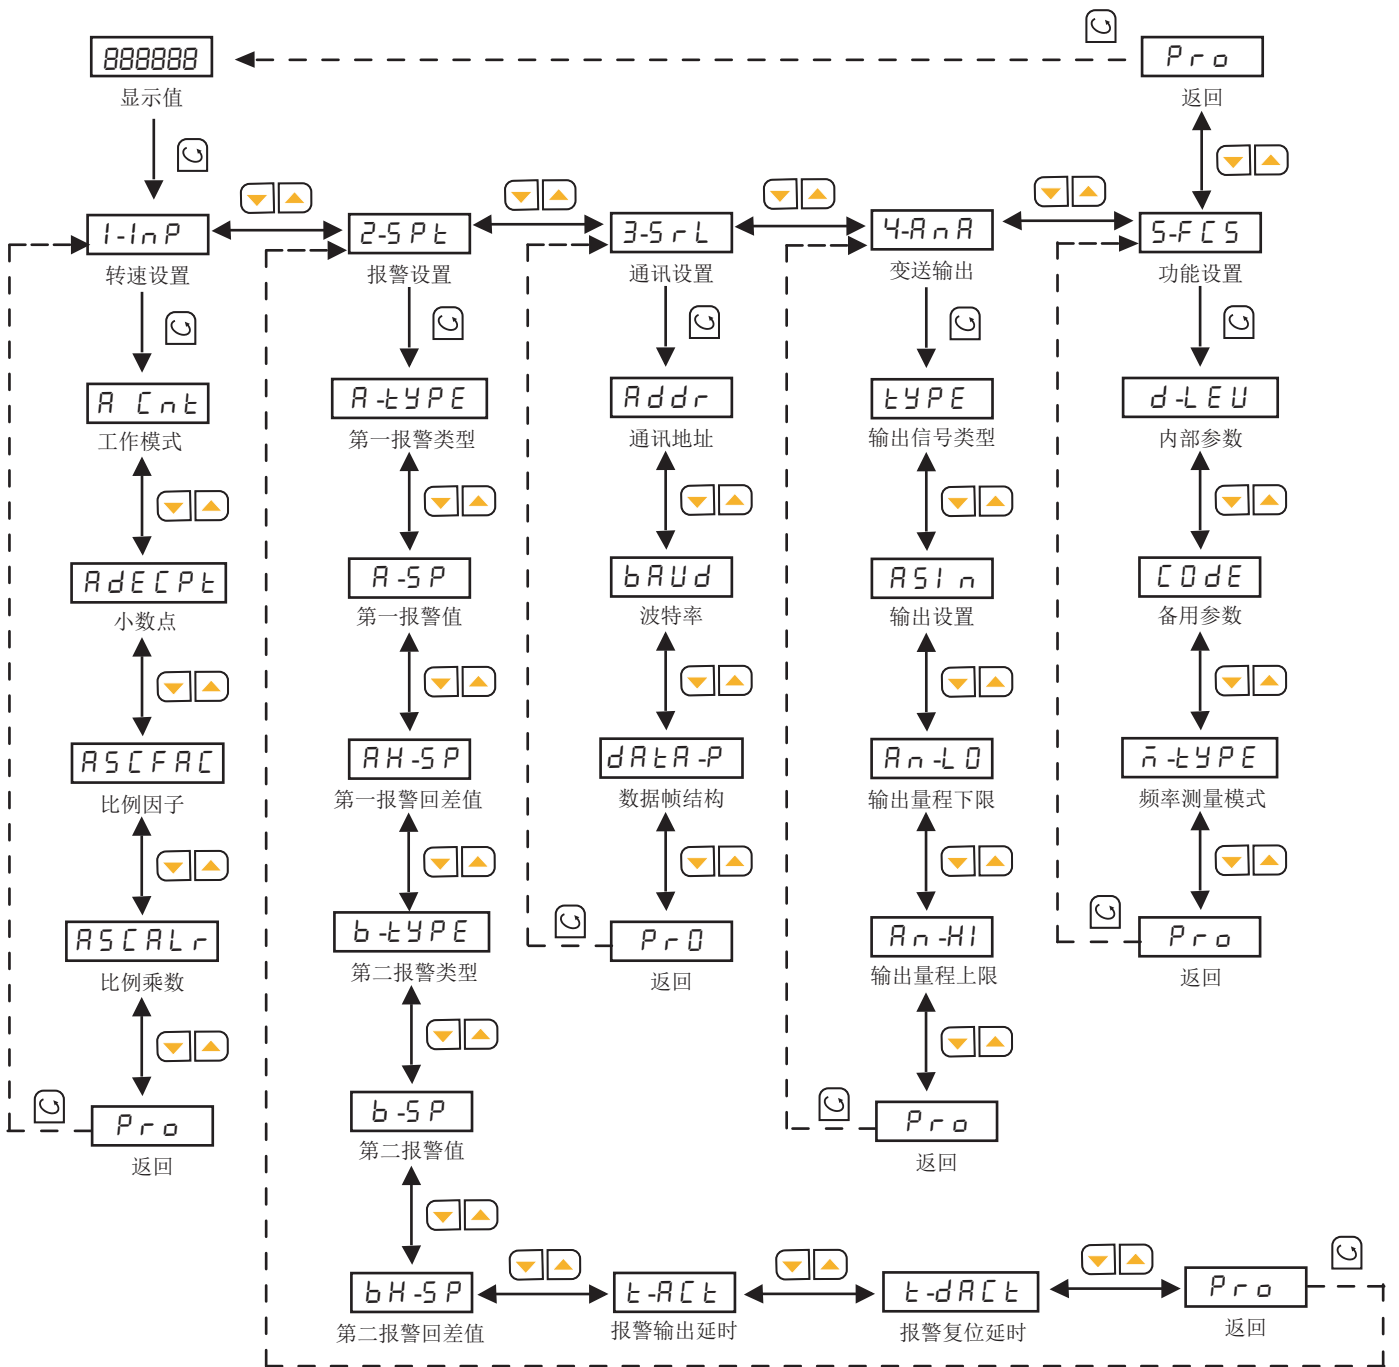 888888
显示值
Pro
返回
1-InP
转速设置
2-SPt
报警设置
3-SrL
通讯设置
4-AnA
变送输出
5-FCS
功能设置
A Cnt
工作模式
AdECPt
小数点
ASCFAC
比例因子
ASCALr
比例乘数
Pro
返回
A-tYPE
第一报警类型
A-SP
第一报警值
AH-SP
第一报警回差值
b-tYPE
第二报警类型
b-SP
第二报警值
bH-SP
第二报警回差值
t-ACt
报警输出延时
t-dACt
报警复位延时
Pro
返回
Addr
通讯地址
bAUd
波特率
dAtA-P
数据帧结构
PrO
返回
tYPE
输出信号类型
ASIn
输出设置
An-LO
输出量程下限
An-HI
输出量程上限
Pro
返回
d-LEU
内部参数
CODE
备用参数
n̄-tYPE
频率测量模式
Pro
返回